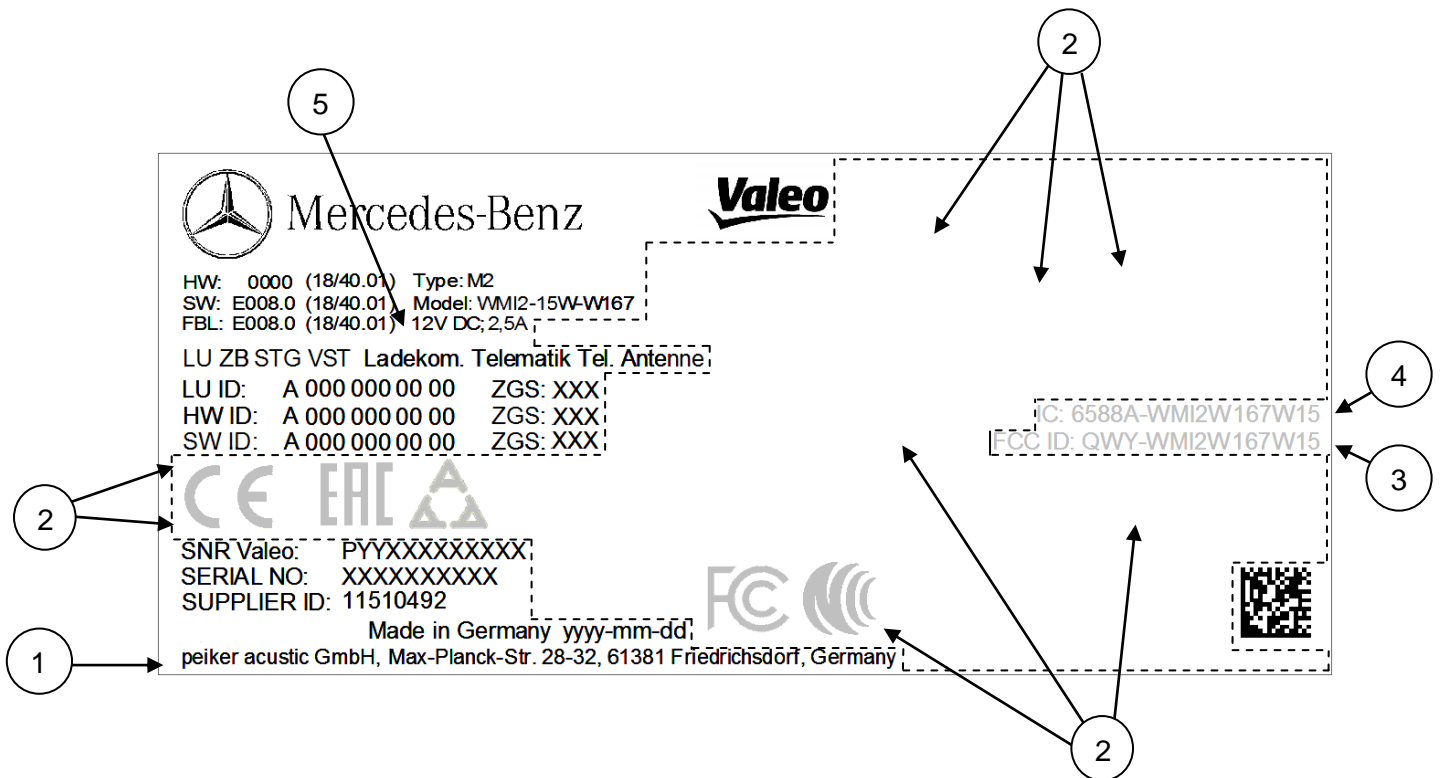 2
5
Mercedes-Benz
Valeo
HW: 0000 (18/40.01) Type: M2
SW: E008.0 (18/40.01) Model: WMI2-15W-W167
FBL: E008.0 (18/40.01) 12V DC; 2,5A
LU ZB STG VST Ladekom. Telematik Tel. Antenne
LU ID: A 000 000 00 00 ZGS: XXX
HW ID: A 000 000 00 00 ZGS: XXX
SW ID: A 000 000 00 00 ZGS: XXX
IC: 6588A-WMI2W167W15
4
FCC ID: QWY-WMI2W167W15
3
2
CE EAC
SNR Valeo: PYYXXXXXXXXX
SERIAL NO: XXXXXXXXXX
SUPPLIER ID: 11510492
FC
Made in Germany yyyy-mm-dd
1
peiker acustic GmbH, Max-Planck-Str. 28-32, 61381 Friedrichsdorf, Germany
2